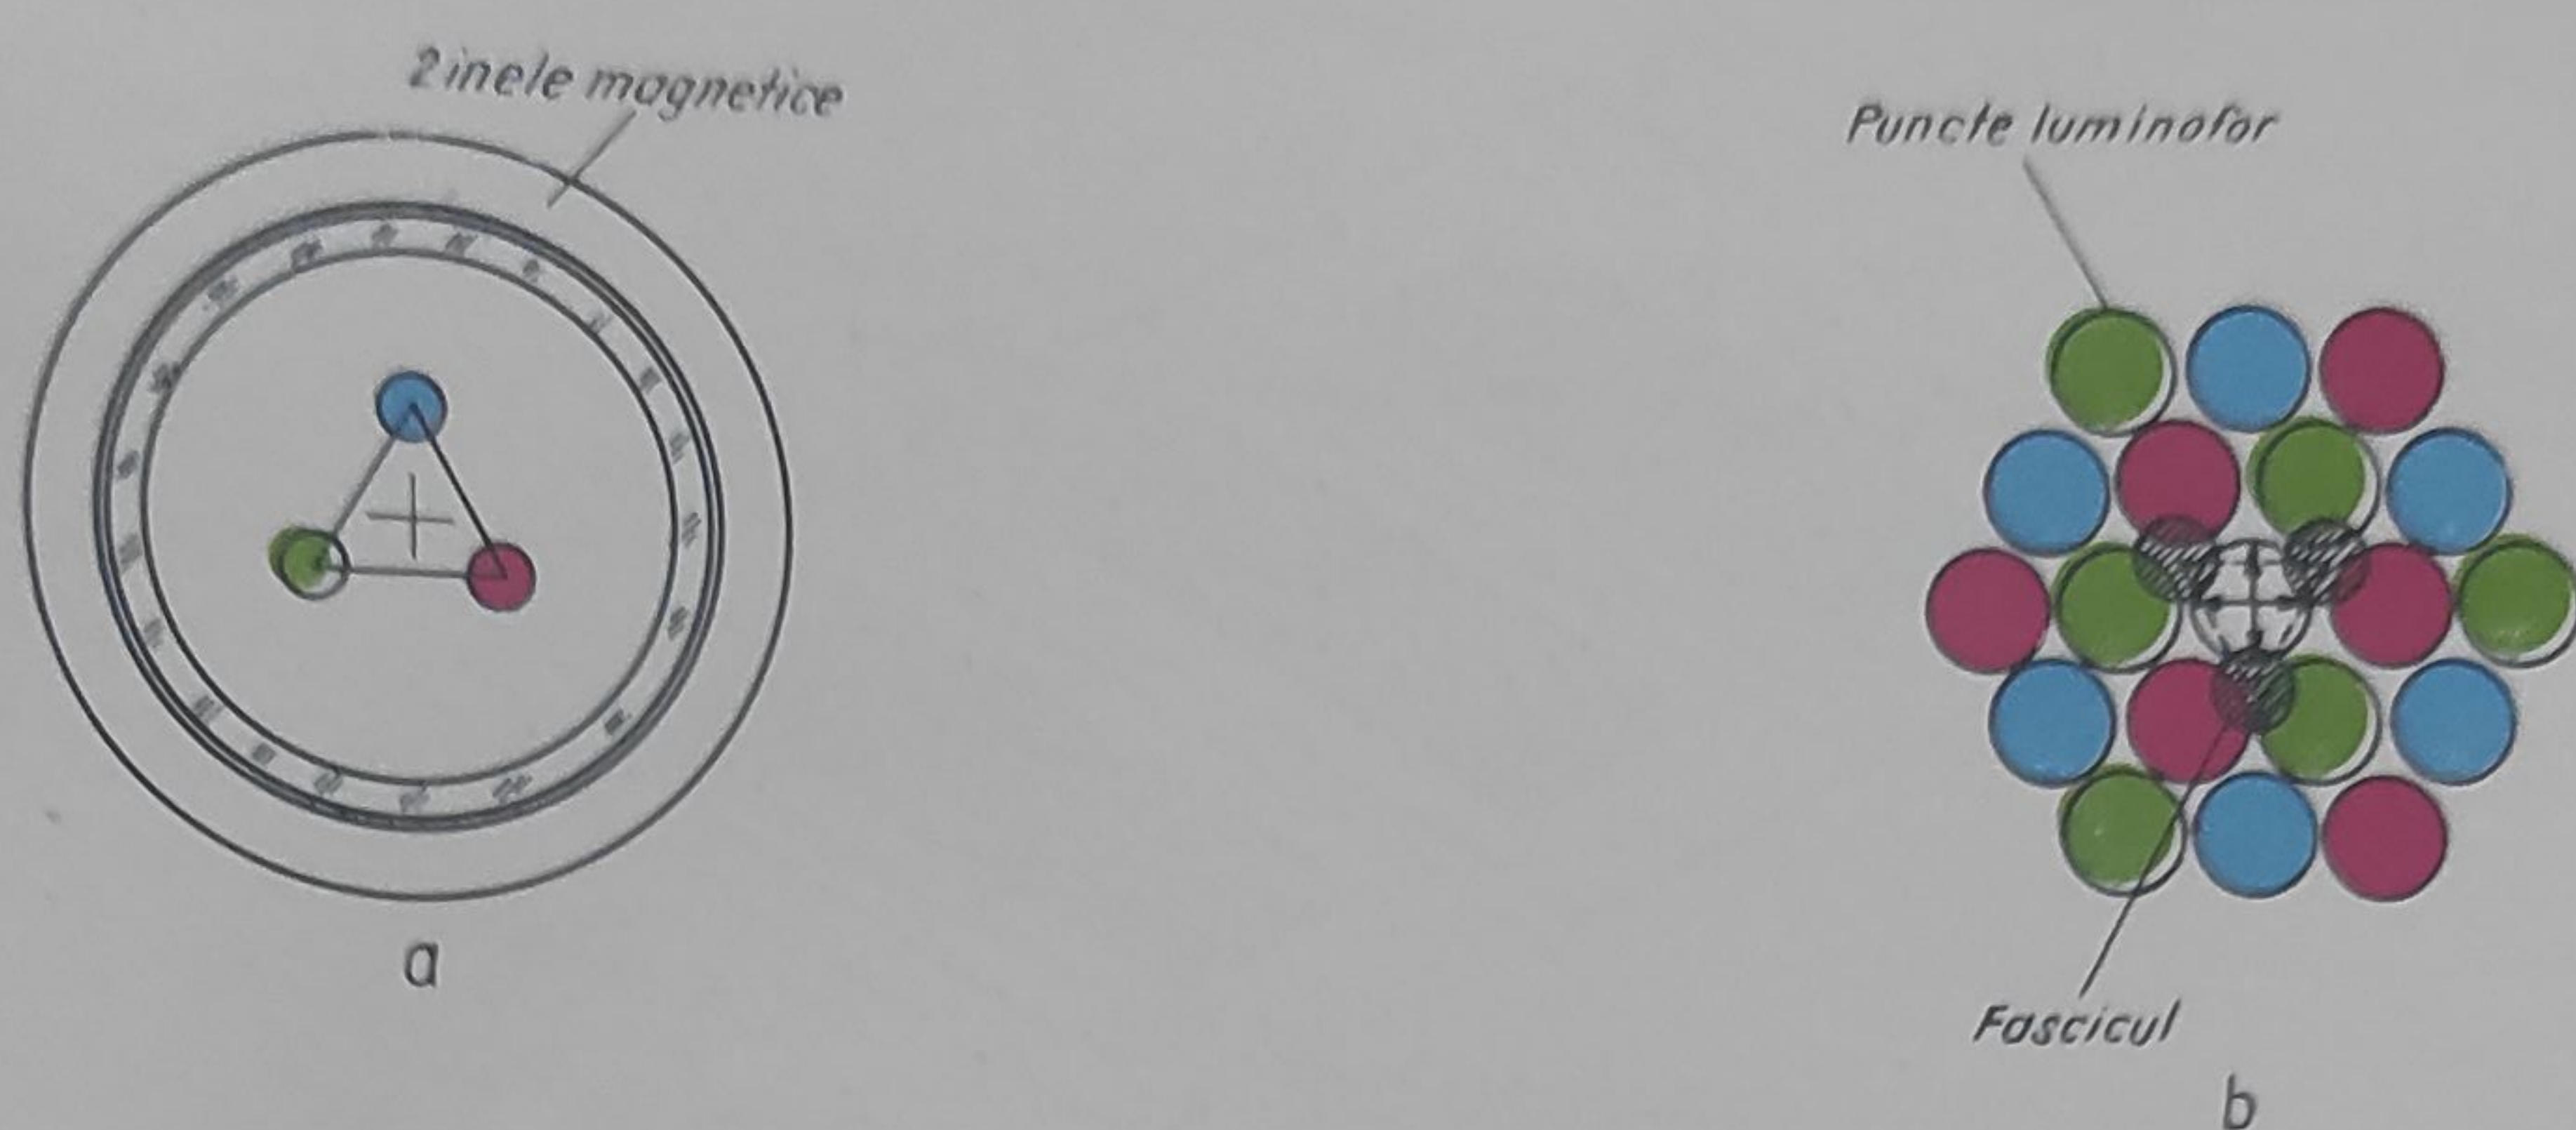 2 inele magnetice
Puncte luminofor
a
Fascicul
b